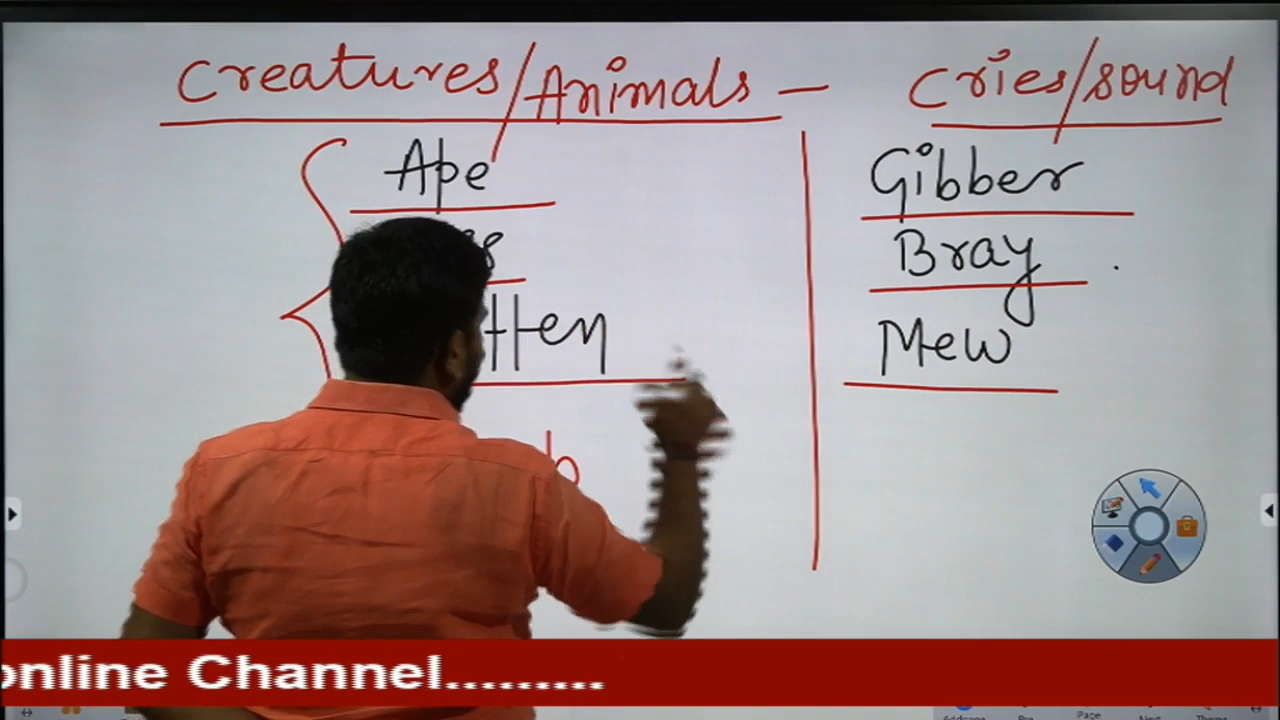 Creatures/Animals – Cries/sound
Ape Gibber
Bray
Mew
online Channel.........